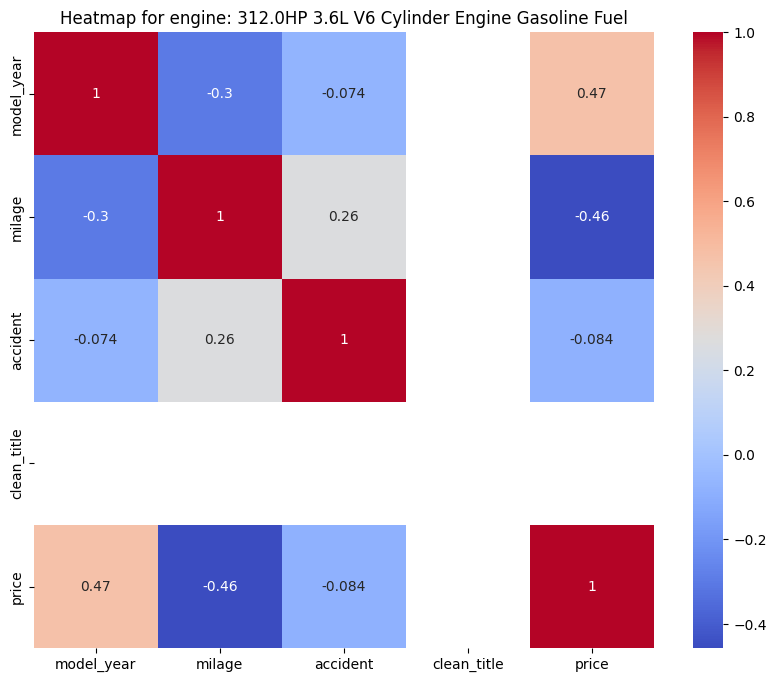 Heatmap for engine: 312.0HP 3.6L V6 Cylinder Engine Gasoline Fuel
model_year
1
-0.3
-0.074
0.47
milage
-0.3
1
0.26
-0.46
accident
-0.074
0.26
1
-0.084
clean_title
price
0.47
-0.46
-0.084
1
model_year
milage
accident
clean_title
price
1.0
0.8
0.6
0.4
0.2
0.0
-0.2
-0.4